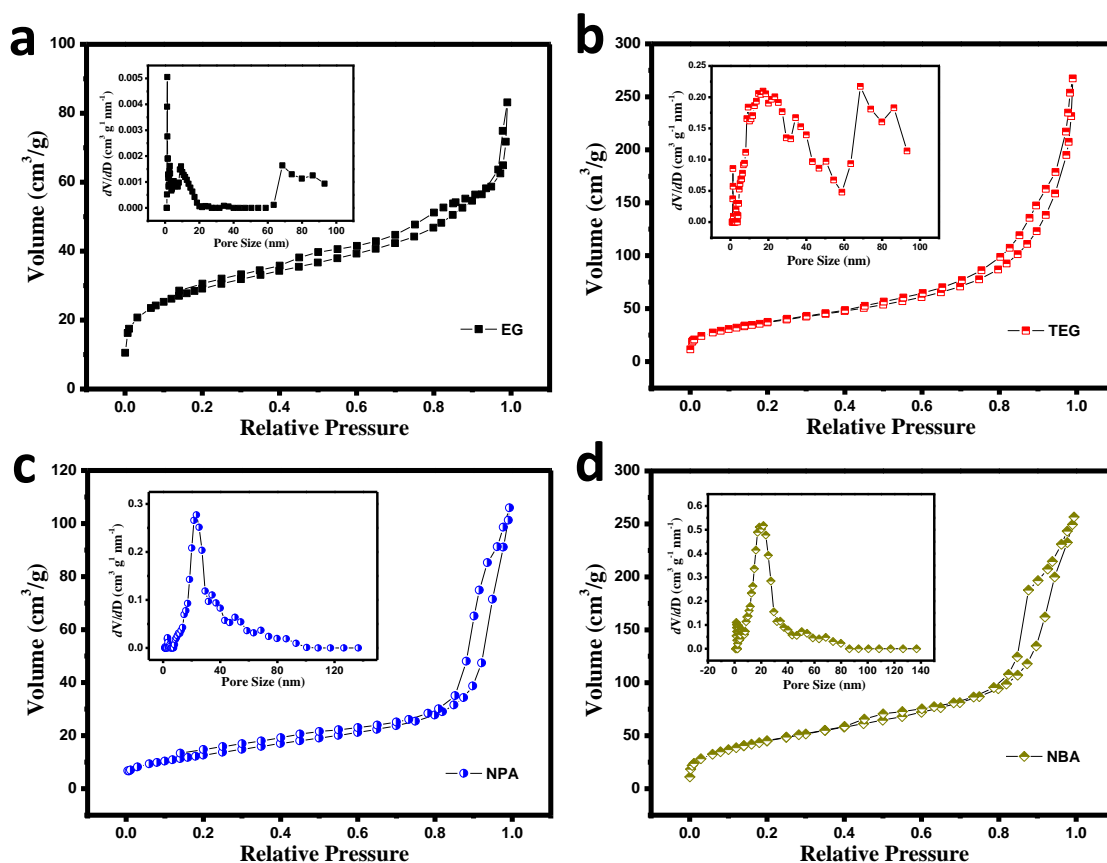 a
100
80
60
40
20
0
Volume (cm³/g)
0.0 0.2 0.4 0.6 0.8 1.0
Relative Pressure
EG
0.005
0.004
0.003
0.002
0.001
0.000
dV/dD (cm³ g⁻¹ nm⁻¹)
0 20 40 60 80 100
Pore Size (nm)
b
300
250
200
150
100
50
0
Volume (cm³/g)
0.0 0.2 0.4 0.6 0.8 1.0
Relative Pressure
TEG
0.25
0.20
0.15
0.10
0.05
0.00
dV/dD (cm³ g⁻¹ nm⁻¹)
0 20 40 60 80 100
Pore Size (nm)
c
120
100
80
60
40
20
0
Volume (cm³/g)
0.0 0.2 0.4 0.6 0.8 1.0
Relative Pressure
NPA
0.3
0.2
0.1
0.0
dV/dD (cm³ g⁻¹ nm⁻¹)
0 40 80 120
Pore Size (nm)
d
300
250
200
150
100
50
0
Volume (cm³/g)
0.0 0.2 0.4 0.6 0.8 1.0
Relative Pressure
NBA
0.6
0.5
0.4
0.3
0.2
0.1
0.0
dV/dD (cm³ g⁻¹ nm⁻¹)
-20 0 20 40 60 80 100 120 140
Pore Size (nm)